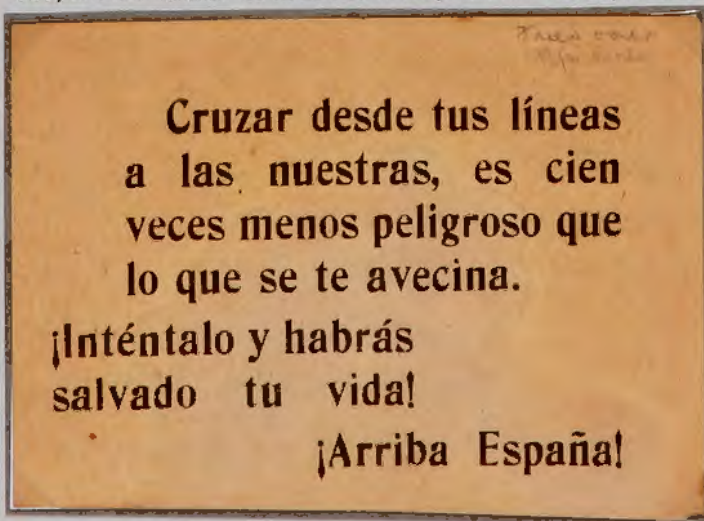 Cruzar desde tus líneas
a las nuestras, es cien
veces menos peligroso que
lo que se te avecina.
¡Inténtalo y habrás
salvado tu vida!
¡Arriba España!